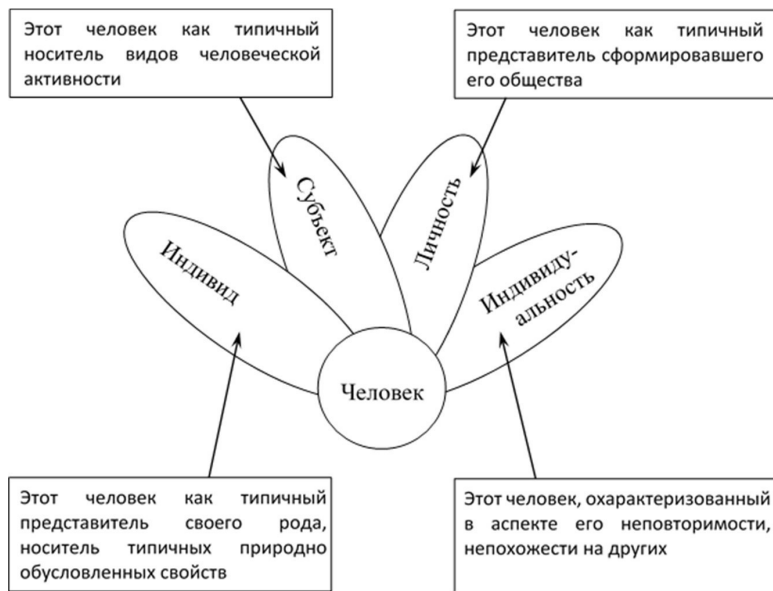 Этот человек как типичный
носитель видов человеческой
активности
Этот человек как типичный
представитель сформировавшего
его общества
Индивид
Субъект
Личность
Индивиду-
альность
Человек
Этот человек как типичный
представитель своего рода,
носитель типичных природно
обусловленных свойств
Этот человек, охарактеризованный
в аспекте его неповторимости,
непохожести на других